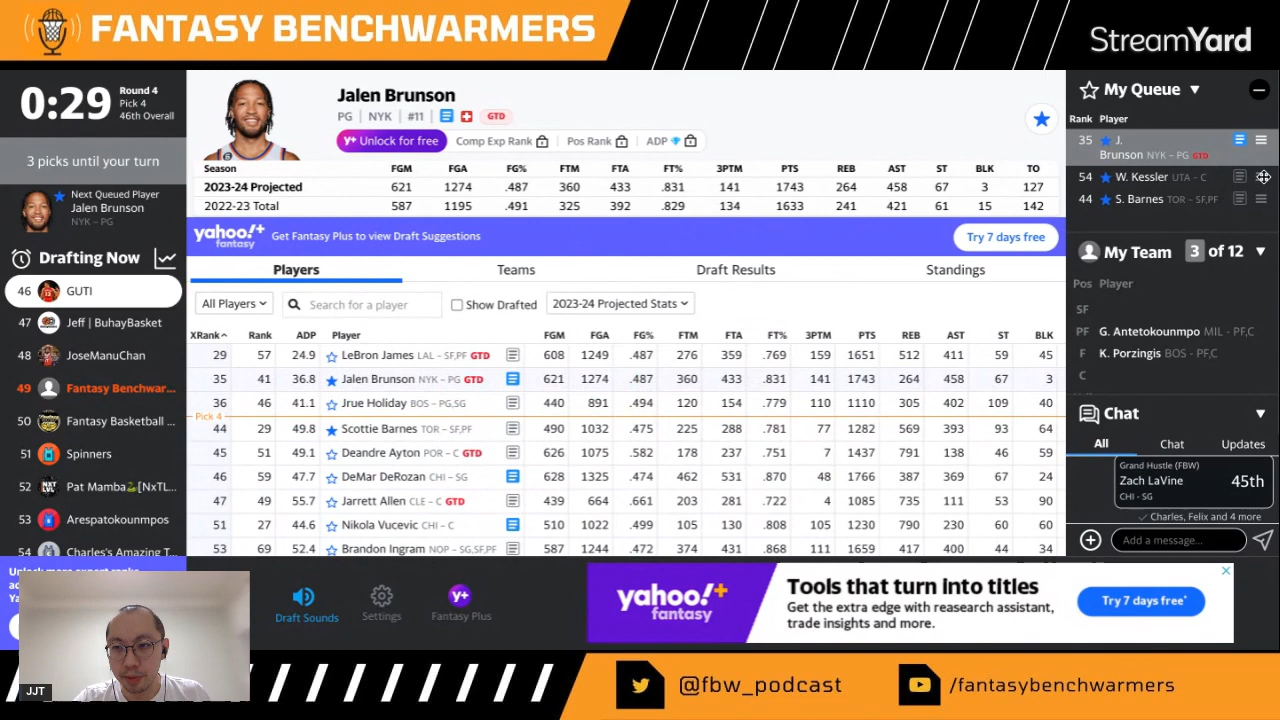 FANTASY BENCHWARMERS
StreamYard
0:29
Round 4
Pick 4
46th Overall
3 picks until your turn
Next Queued Player
Jalen Brunson
NYK – PG
Drafting Now
46 GUTI
47 Jeff | BuhayBasket
48 JoseManuChan
49 Fantasy Benchwar...
50 Fantasy Basketball ...
51 Spinners
52 Pat Mamba [NxTL...
53 Arespatokounmpos
54 Charles's Amazing T...
Jalen Brunson
PG | NYK | #11 | GTD
Y+ Unlock for free Comp Exp Rank Pos Rank ADP
Season FGM FGA FG% FTM FTA FT% 3PTM PTS REB AST ST BLK TO
2023-24 Projected 621 1274 .487 360 433 .831 141 1743 264 458 67 3 127
2022-23 Total 587 1195 .491 325 392 .829 134 1633 241 421 61 15 142
yahoo!+ fantasy Get Fantasy Plus to view Draft Suggestions Try 7 days free
Players Teams Draft Results Standings
All Players Search for a player Show Drafted 2023-24 Projected Stats
XRank Rank ADP Player FGM FGA FG% FTM FTA FT% 3PTM PTS REB AST ST BLK
29 57 24.9 LeBron James LAL – SF,PF GTD 608 1249 .487 276 359 .769 159 1651 512 411 59 45
35 41 36.8 Jalen Brunson NYK – PG GTD 621 1274 .487 360 433 .831 141 1743 264 458 67 3
36 46 41.1 Jrue Holiday BOS – PG,SG 440 891 .494 120 154 .779 110 1110 305 402 109 40
Pick 4
44 29 49.8 Scottie Barnes TOR – SF,PF 490 1032 .475 225 288 .781 77 1282 569 393 93 64
45 51 49.1 Deandre Ayton POR – C GTD 626 1075 .582 178 237 .751 7 1437 791 138 46 59
46 59 47.7 DeMar DeRozan CHI – SG 628 1325 .474 462 531 .870 48 1766 387 369 67 24
47 49 55.7 Jarrett Allen CLE – C GTD 439 664 .661 203 281 .722 4 1085 735 111 53 90
51 27 44.6 Nikola Vucevic CHI – C 510 1022 .499 105 130 .808 105 1230 790 230 60 60
53 69 52.4 Brandon Ingram NOP – SG,SF,PF 587 1244 .472 374 431 .868 111 1659 417 400 44 34
My Queue
Rank Player
35 J.
Brunson NYK – PG GTD
54 W. Kessler UTA – C
44 S. Barnes TOR – SF,PF
My Team 3 of 12
Pos Player
SF
PF G. Antetokounmpo MIL – PF,C
F K. Porzingis BOS – PF,C
C
Chat
All Chat Updates
Grand Hustle (FBW)
Zach LaVine 45th
CHI - SG
Charles, Felix and 4 more
Add a message...
Draft Sounds
Settings
y+
Fantasy Plus
yahoo!+
fantasy
Tools that turn into titles
Get the extra edge with reasearch assistant,
trade insights and more.
Try 7 days free*
JJT
@fbw_podcast
/fantasybenchwarmers